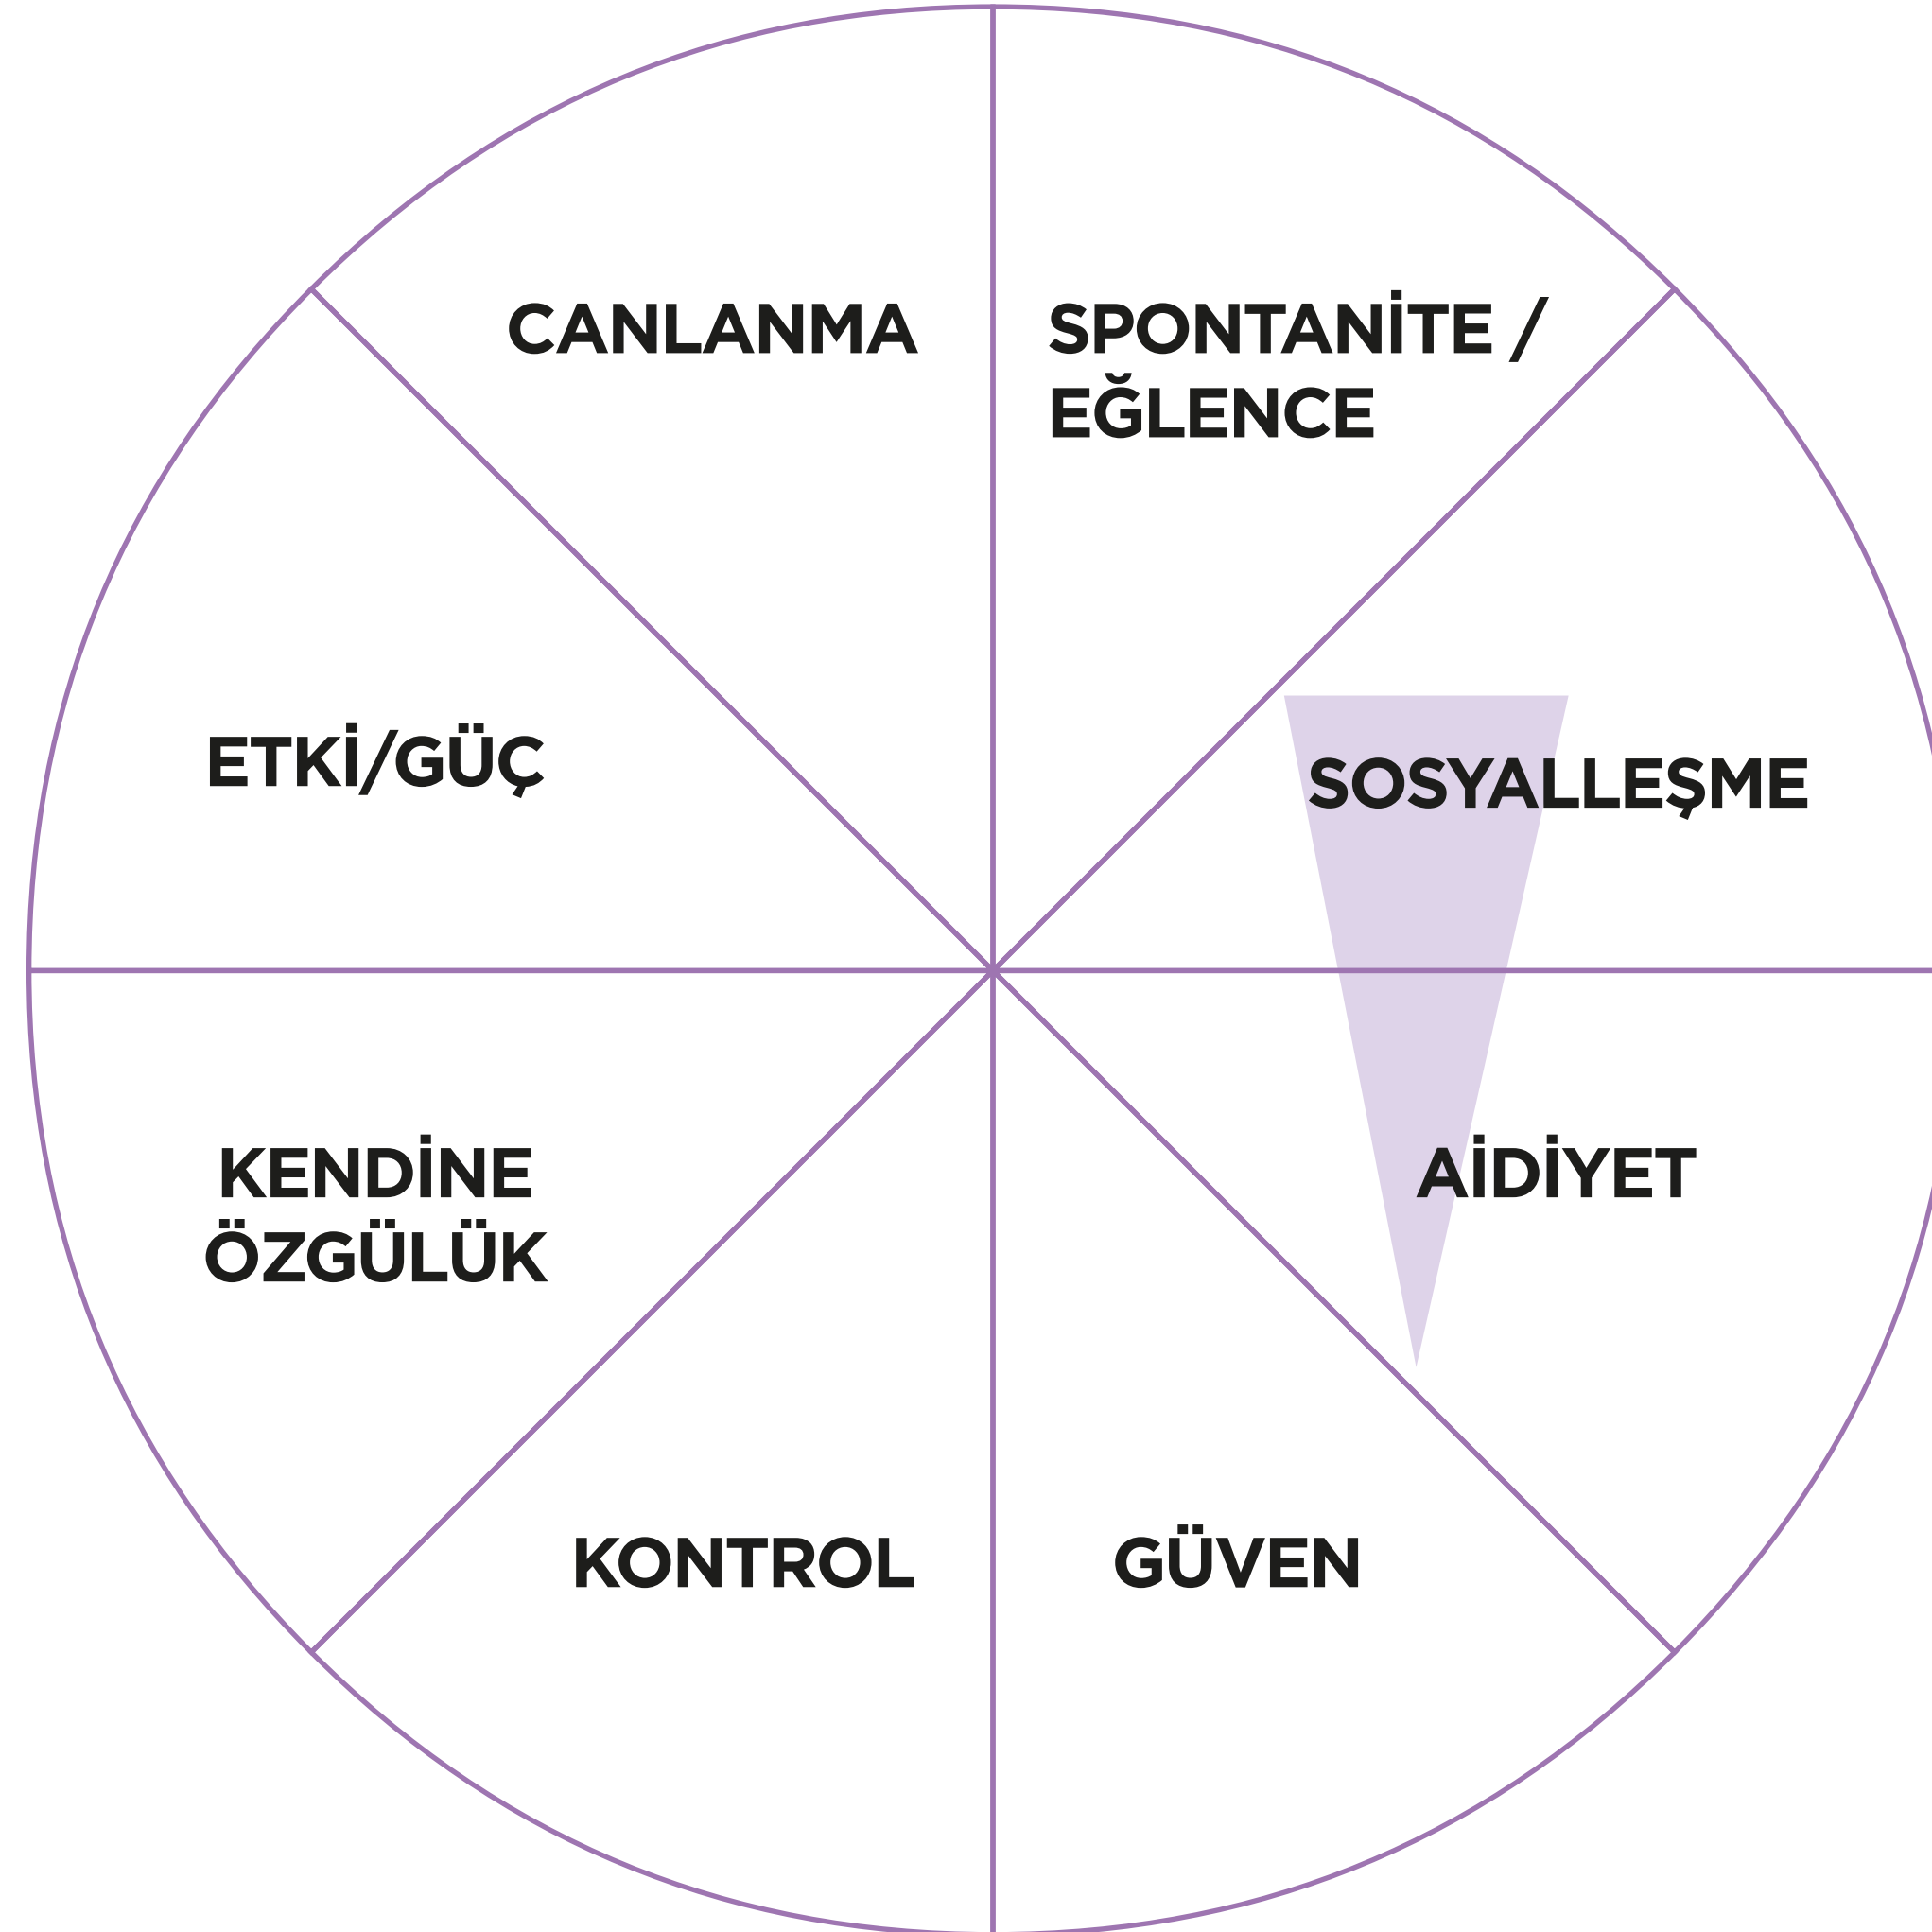 CANLANMA
SPONTANİTE /
EĞLENCE
ETKİ/GÜÇ
SOSYALLEŞME
KENDİNE
ÖZGÜLÜK
AİDİYET
KONTROL
GÜVEN